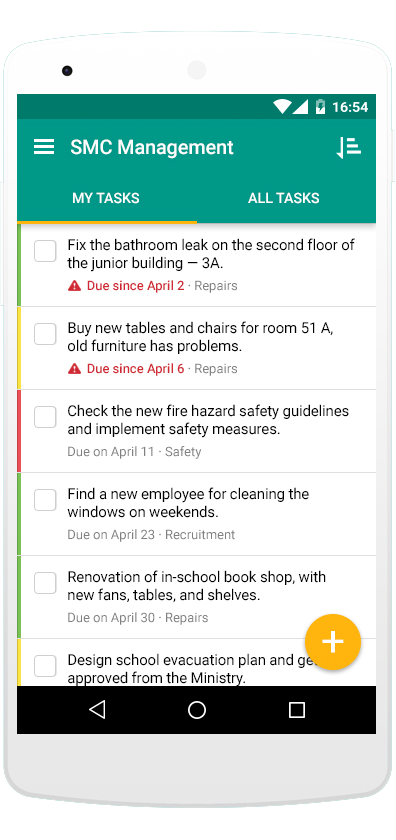 16:54
SMC Management
MY TASKS
ALL TASKS
Fix the bathroom leak on the second floor of
the junior building — 3A.
Due since April 2 · Repairs
Buy new tables and chairs for room 51 A,
old furniture has problems.
Due since April 6 · Repairs
Check the new fire hazard safety guidelines
and implement safety measures.
Due on April 11 · Safety
Find a new employee for cleaning the
windows on weekends.
Due on April 23 · Recruitment
Renovation of in-school book shop, with
new fans, tables, and shelves.
Due on April 30 · Repairs
Design school evacuation plan and
approved from the Ministry.